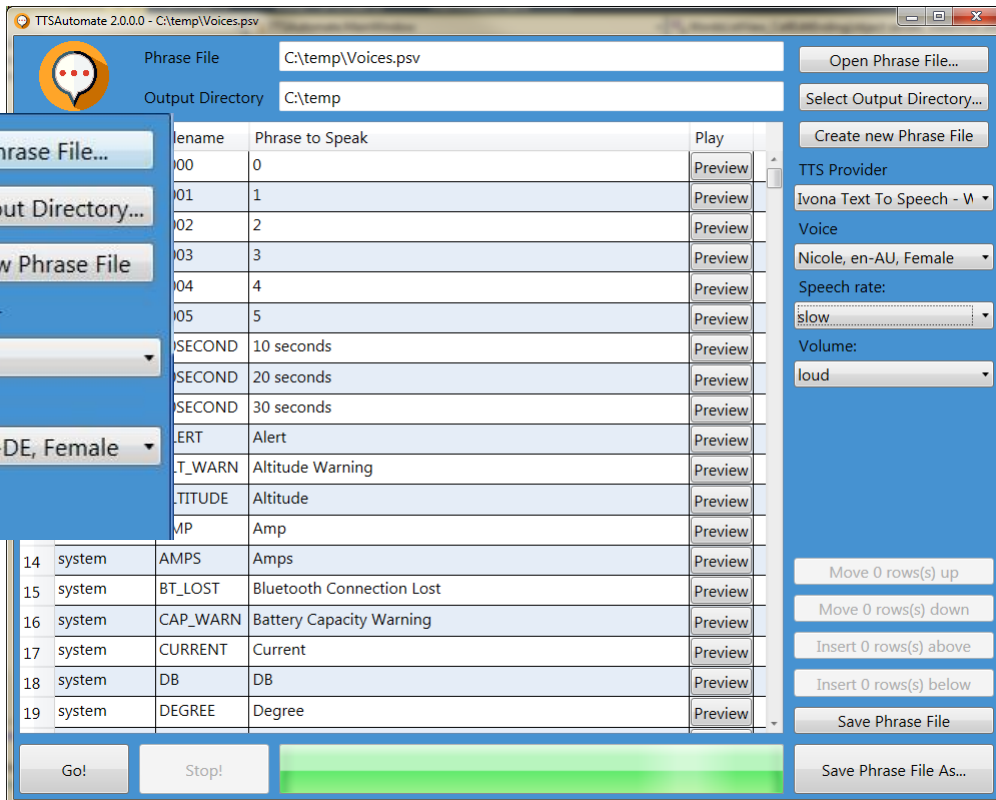 TTSAutomate 2.0.0.0 - C:\temp\Voices.psv
Phrase File
C:\temp\Voices.psv
Open Phrase File...
Output Directory
C:\temp
Select Output Directory...
Create new Phrase File
hrase File...
out Directory...
w Phrase File
-DE, Female
lename Phrase to Speak Play
000 0 Preview
001 1 Preview
002 2 Preview
003 3 Preview
004 4 Preview
005 5 Preview
0SECOND 10 seconds Preview
0SECOND 20 seconds Preview
0SECOND 30 seconds Preview
LERT Alert Preview
LT_WARN Altitude Warning Preview
LTITUDE Altitude Preview
MP Amp Preview
14 system AMPS Amps Preview
15 system BT_LOST Bluetooth Connection Lost Preview
16 system CAP_WARN Battery Capacity Warning Preview
17 system CURRENT Current Preview
18 system DB DB Preview
19 system DEGREE Degree Preview
TTS Provider
Ivona Text To Speech - W
Voice
Nicole, en-AU, Female
Speech rate:
slow
Volume:
loud
Move 0 rows(s) up
Move 0 rows(s) down
Insert 0 rows(s) above
Insert 0 rows(s) below
Save Phrase File
Go!
Stop!
Save Phrase File As...